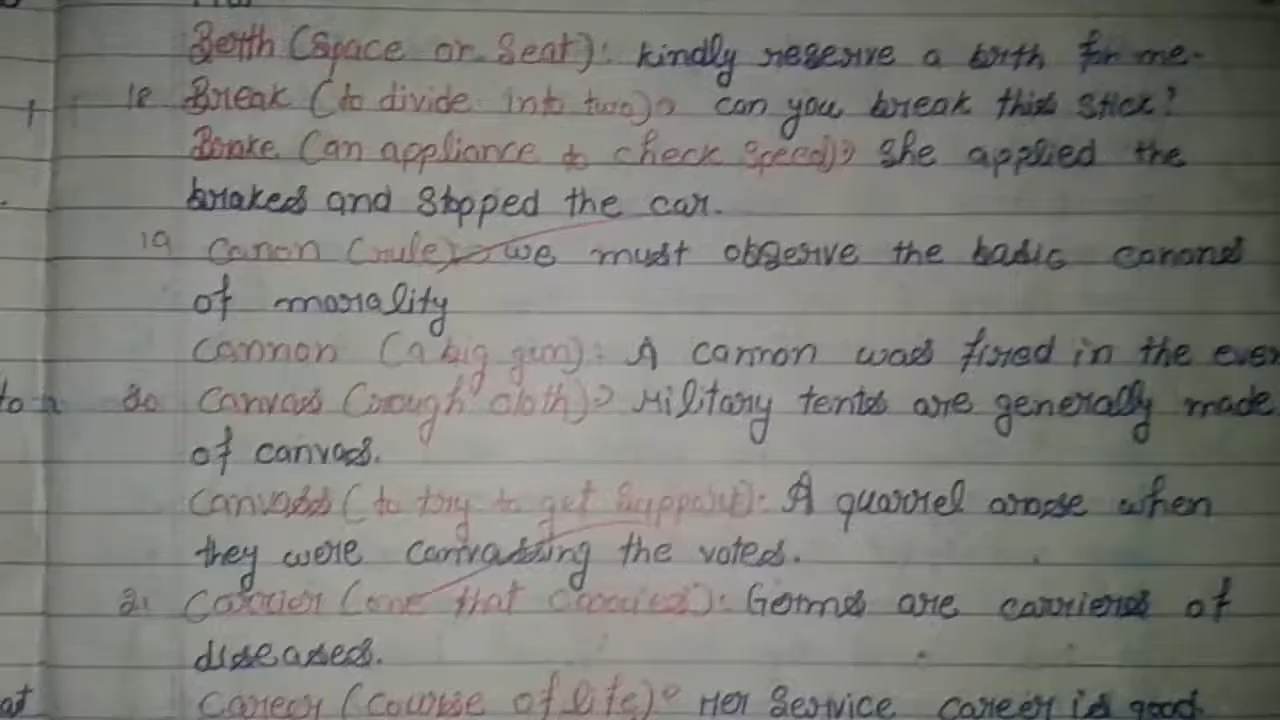 Berth (Space or Seat): kindly reserve a birth for me.
18 Break (to divide into two): can you break this stick?
Brake (an appliance to check speed): She applied the
brakes and stopped the car.
19 Canon (rule): we must observe the basic canons
of morality
Cannon (a big gun): A cannon was fired in the even
to 20 Canvas (rough cloth): Military tents are generally made
of canvas.
Canvass (to try to get support): A quarrel arose when
they were canvassing the votes.
21 Carrier (one that carries): Germs are carriers of
diseases.
at Career (course of life): Her Service career is good